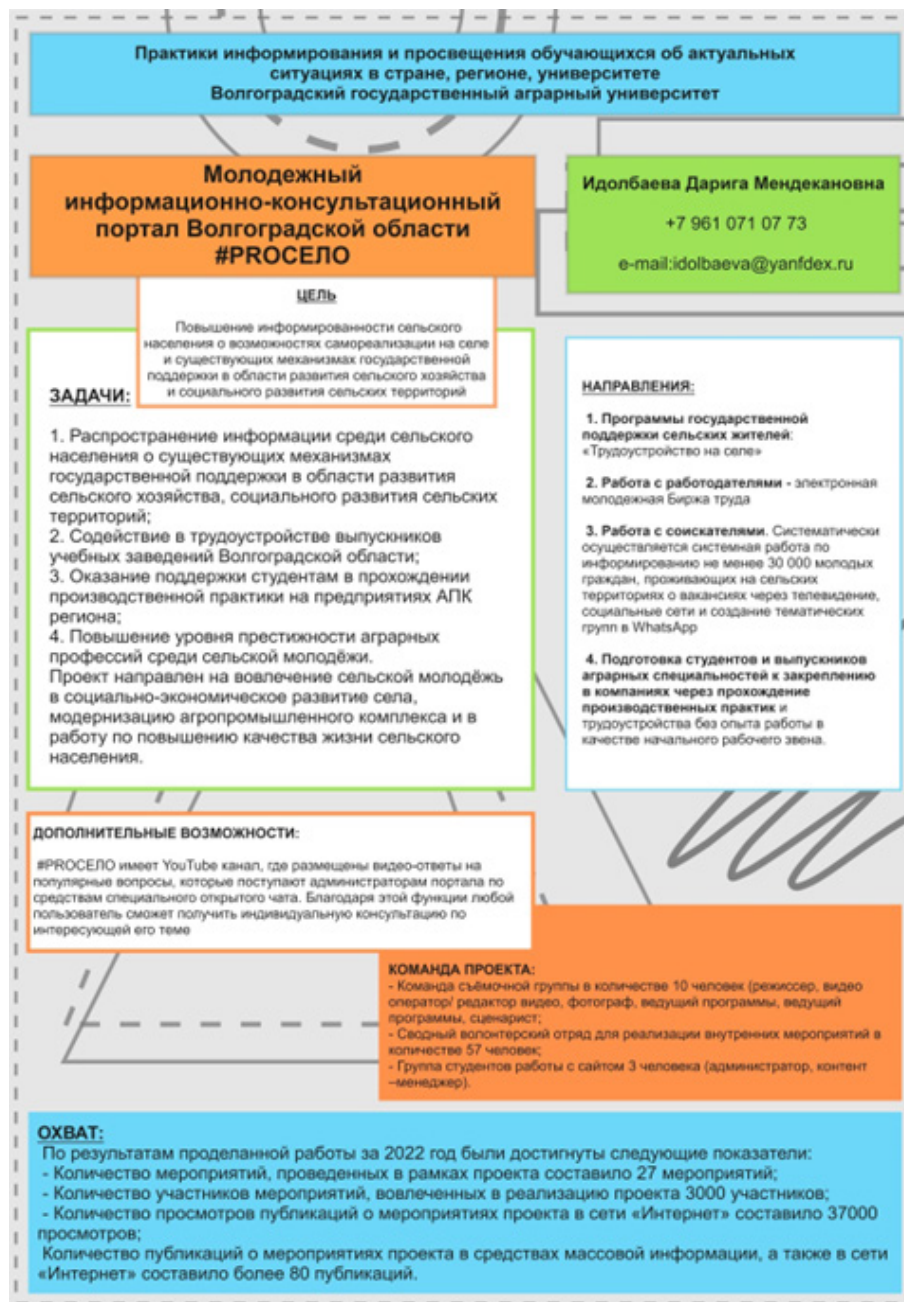 Практики информирования и просвещения обучающихся об актуальных
ситуациях в стране, регионе, университете
Волгоградский государственный аграрный университет
Молодежный
информационно-консультационный
портал Волгоградской области
#PROСЕЛО
Идолбаева Дарига Мендекановна
+7 961 071 07 73
e-mail:idolbaeva@yanfdex.ru
ЦЕЛЬ
Повышение информированности сельского
населения о возможностях самореализации на селе
и существующих механизмах государственной
поддержки в области развития сельского хозяйства
и социального развития сельских территорий
ЗАДАЧИ:
1. Распространение информации среди сельского
населения о существующих механизмах
государственной поддержки в области развития
сельского хозяйства, социального развития сельских
территорий;
2. Содействие в трудоустройстве выпускников
учебных заведений Волгоградской области;
3. Оказание поддержки студентам в прохождении
производственной практики на предприятиях АПК
региона;
4. Повышение уровня престижности аграрных
профессий среди сельской молодёжи.
Проект направлен на вовлечение сельской молодёжь
в социально-экономическое развитие села,
модернизацию агропромышленного комплекса и в
работу по повышению качества жизни сельского
населения.
НАПРАВЛЕНИЯ:
1. Программы государственной
поддержки сельских жителей:
«Трудоустройство на селе»
2. Работа с работодателями - электронная
молодежная Биржа труда
3. Работа с соискателями. Систематически
осуществляется системная работа по
информированию не менее 30 000 молодых
граждан, проживающих на сельских
территориях о вакансиях через телевидение,
социальные сети и создание тематических
групп в WhatsApp
4. Подготовка студентов и выпускников
аграрных специальностей к закреплению
в компаниях через прохождение
производственных практик и
трудоустройства без опыта работы в
качестве начального рабочего звена.
ДОПОЛНИТЕЛЬНЫЕ ВОЗМОЖНОСТИ:
#PROСЕЛО имеет YouTube канал, где размещены видео-ответы на
популярные вопросы, которые поступают администраторам портала по
средствам специального открытого чата. Благодаря этой функции любой
пользователь сможет получить индивидуальную консультацию по
интересующей его теме
КОМАНДА ПРОЕКТА:
- Команда съёмочной группы в количестве 10 человек (режиссер, видео
оператор/ редактор видео, фотограф, ведущий программы, ведущий
программы, сценарист;
- Сводный волонтерский отряд для реализации внутренних мероприятий в
количестве 57 человек;
- Группа студентов работы с сайтом 3 человека (администратор, контент
–менеджер).
ОХВАТ:
По результатам проделанной работы за 2022 год были достигнуты следующие показатели:
- Количество мероприятий, проведенных в рамках проекта составило 27 мероприятий;
- Количество участников мероприятий, вовлеченных в реализацию проекта 3000 участников;
- Количество просмотров публикаций о мероприятиях проекта в сети «Интернет» составило 37000
просмотров;
Количество публикаций о мероприятиях проекта в средствах массовой информации, а также в сети
«Интернет» составило более 80 публикаций.